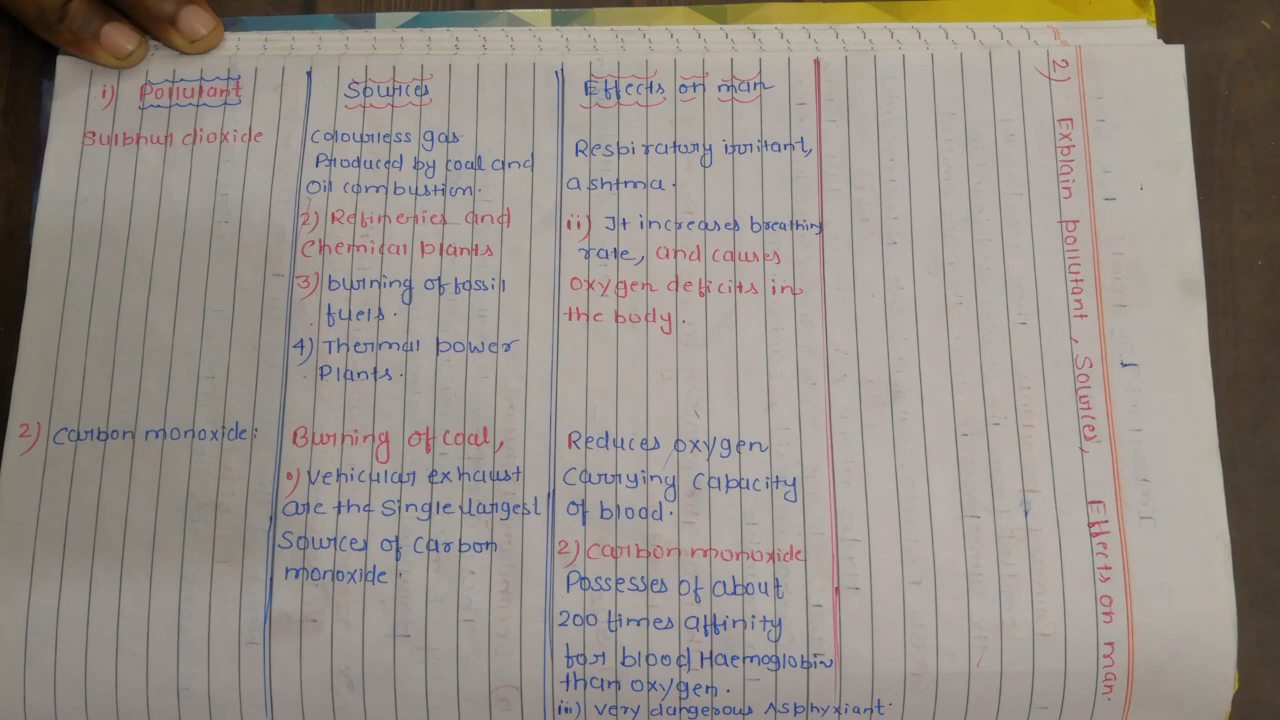 2) Explain pollutant, Sources, Effects on man.
i) Pollutant
Sulphur dioxide
Sources
Colourless gas
Produced by coal and
Oil combustion.
2) Refineries and
Chemical plants
3) burning of fossil
fuels.
4) Thermal power
Plants.
Effects on man
Respiratory irritant,
ashtma.
ii) It increases breathing
rate, and causes
oxygen deficits in
the body.
2) Carbon monoxide:
Burning of coal,
vehicular exhaust
are the Single largest
Sources of Carbon
monoxide.
Reduces oxygen
Carrying Capacity
of blood.
2) Carbon monoxide
Possesses of about
200 times affinity
for blood Haemoglobin
than oxygen.
iii) very dangerous Asphyxiant.